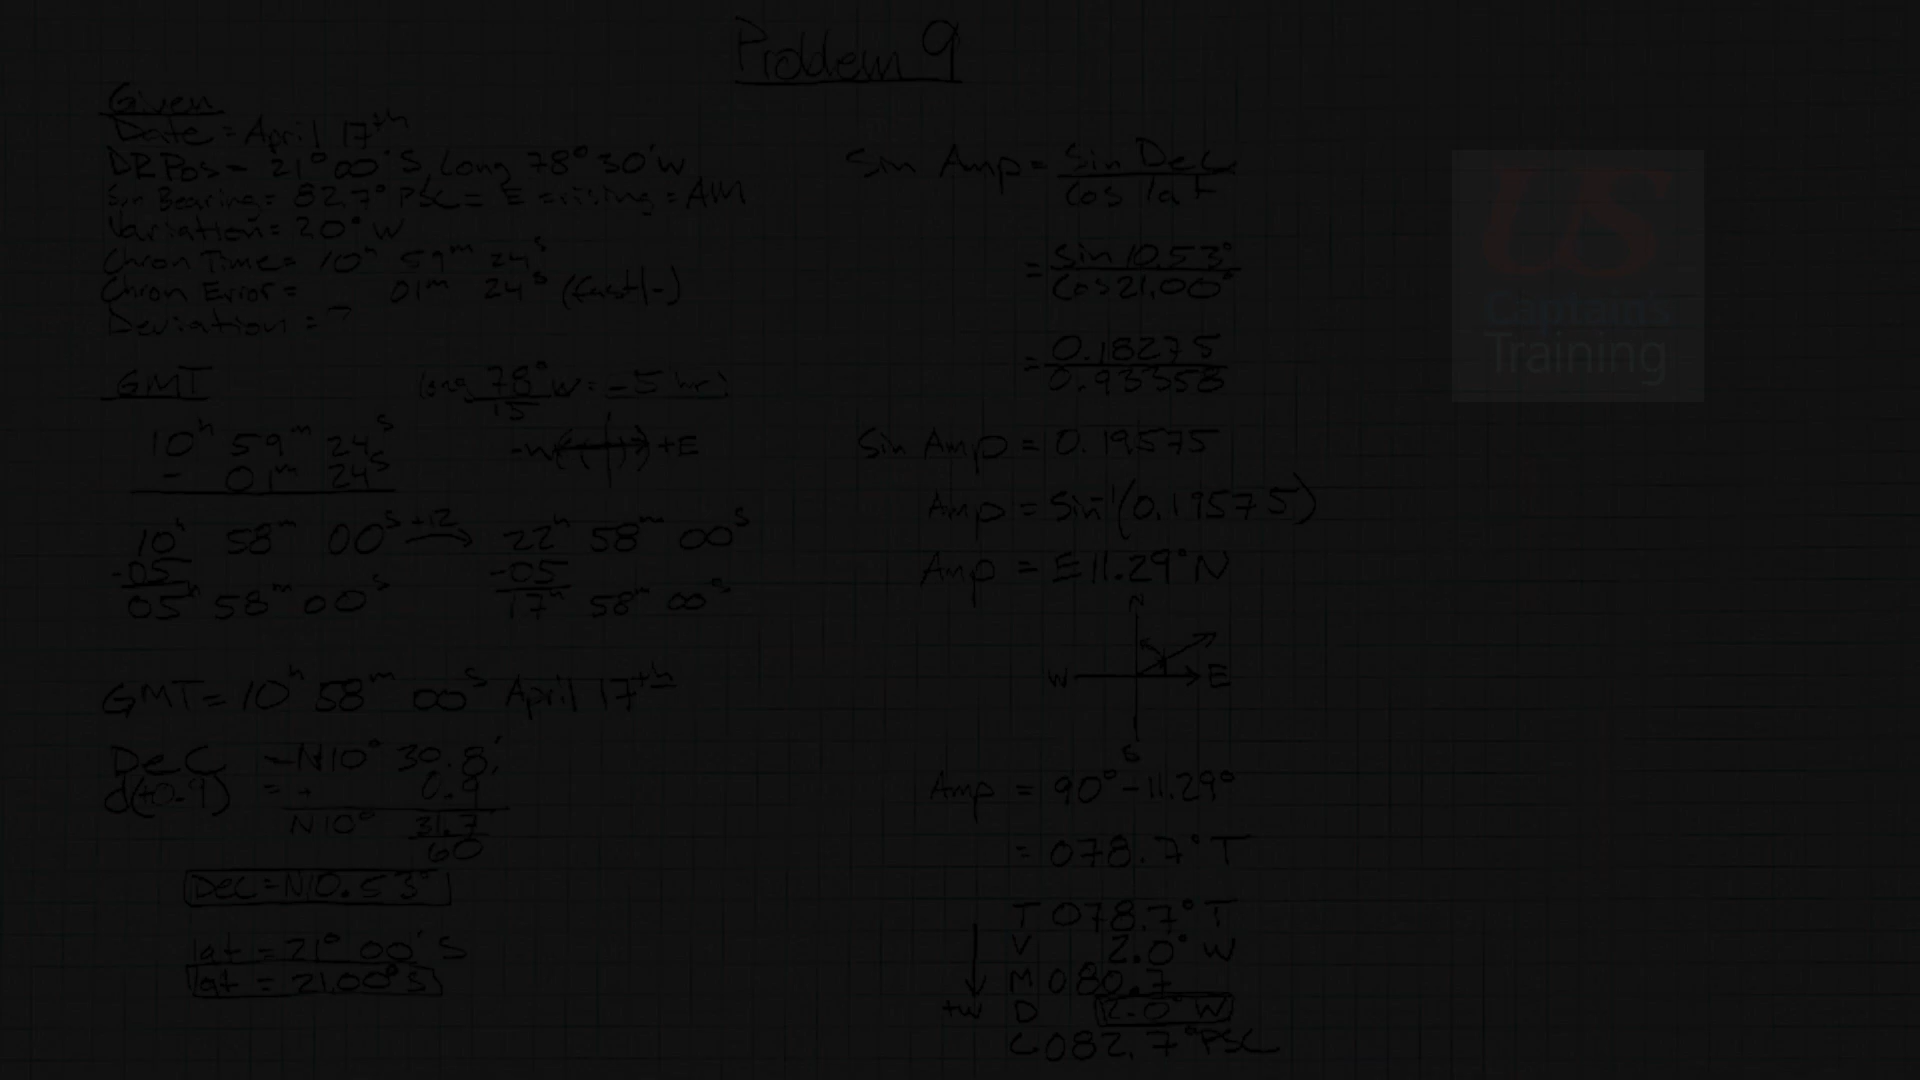 Problem 9
Given
Date = April 17th
DR Pos = 21° 00' S, Long 78° 30' W
Sun Bearing = 82.7° PSC = E = rising = AM
Variation = 2.0° W
Chron Time = 10h 59m 24s
Chron Error = 01m 24s (fast/-)
Deviation = ?
GMT
Long 78° W = -5 hr
15
10h 59m 24s
- 01m 24s
-W +E
10h 58m 00s +12 22h 58m 00s
-05 -05
05h 58m 00s 17h 58m 00s
GMT = 10h 58m 00s April 17th
Dec = N10° 30.8'
d(+0.9) = + 0.9
N10° 31.7
60
Dec = N10.53°
lat = 21° 00' S
lat = 21.00° S
Sin Amp = Sin Dec
Cos lat
= Sin 10.53°
Cos 21.00°
= 0.18275
0.93358
Sin Amp = 0.19575
Amp = Sin-1(0.19575)
Amp = E 11.29° N
N
W E
S
Amp = 90° - 11.29°
= 078.7° T
T 078.7° T
V 2.0° W
M 080.7
+W D 2.0° W
C 082.7° PSC
US
Captain's
Training